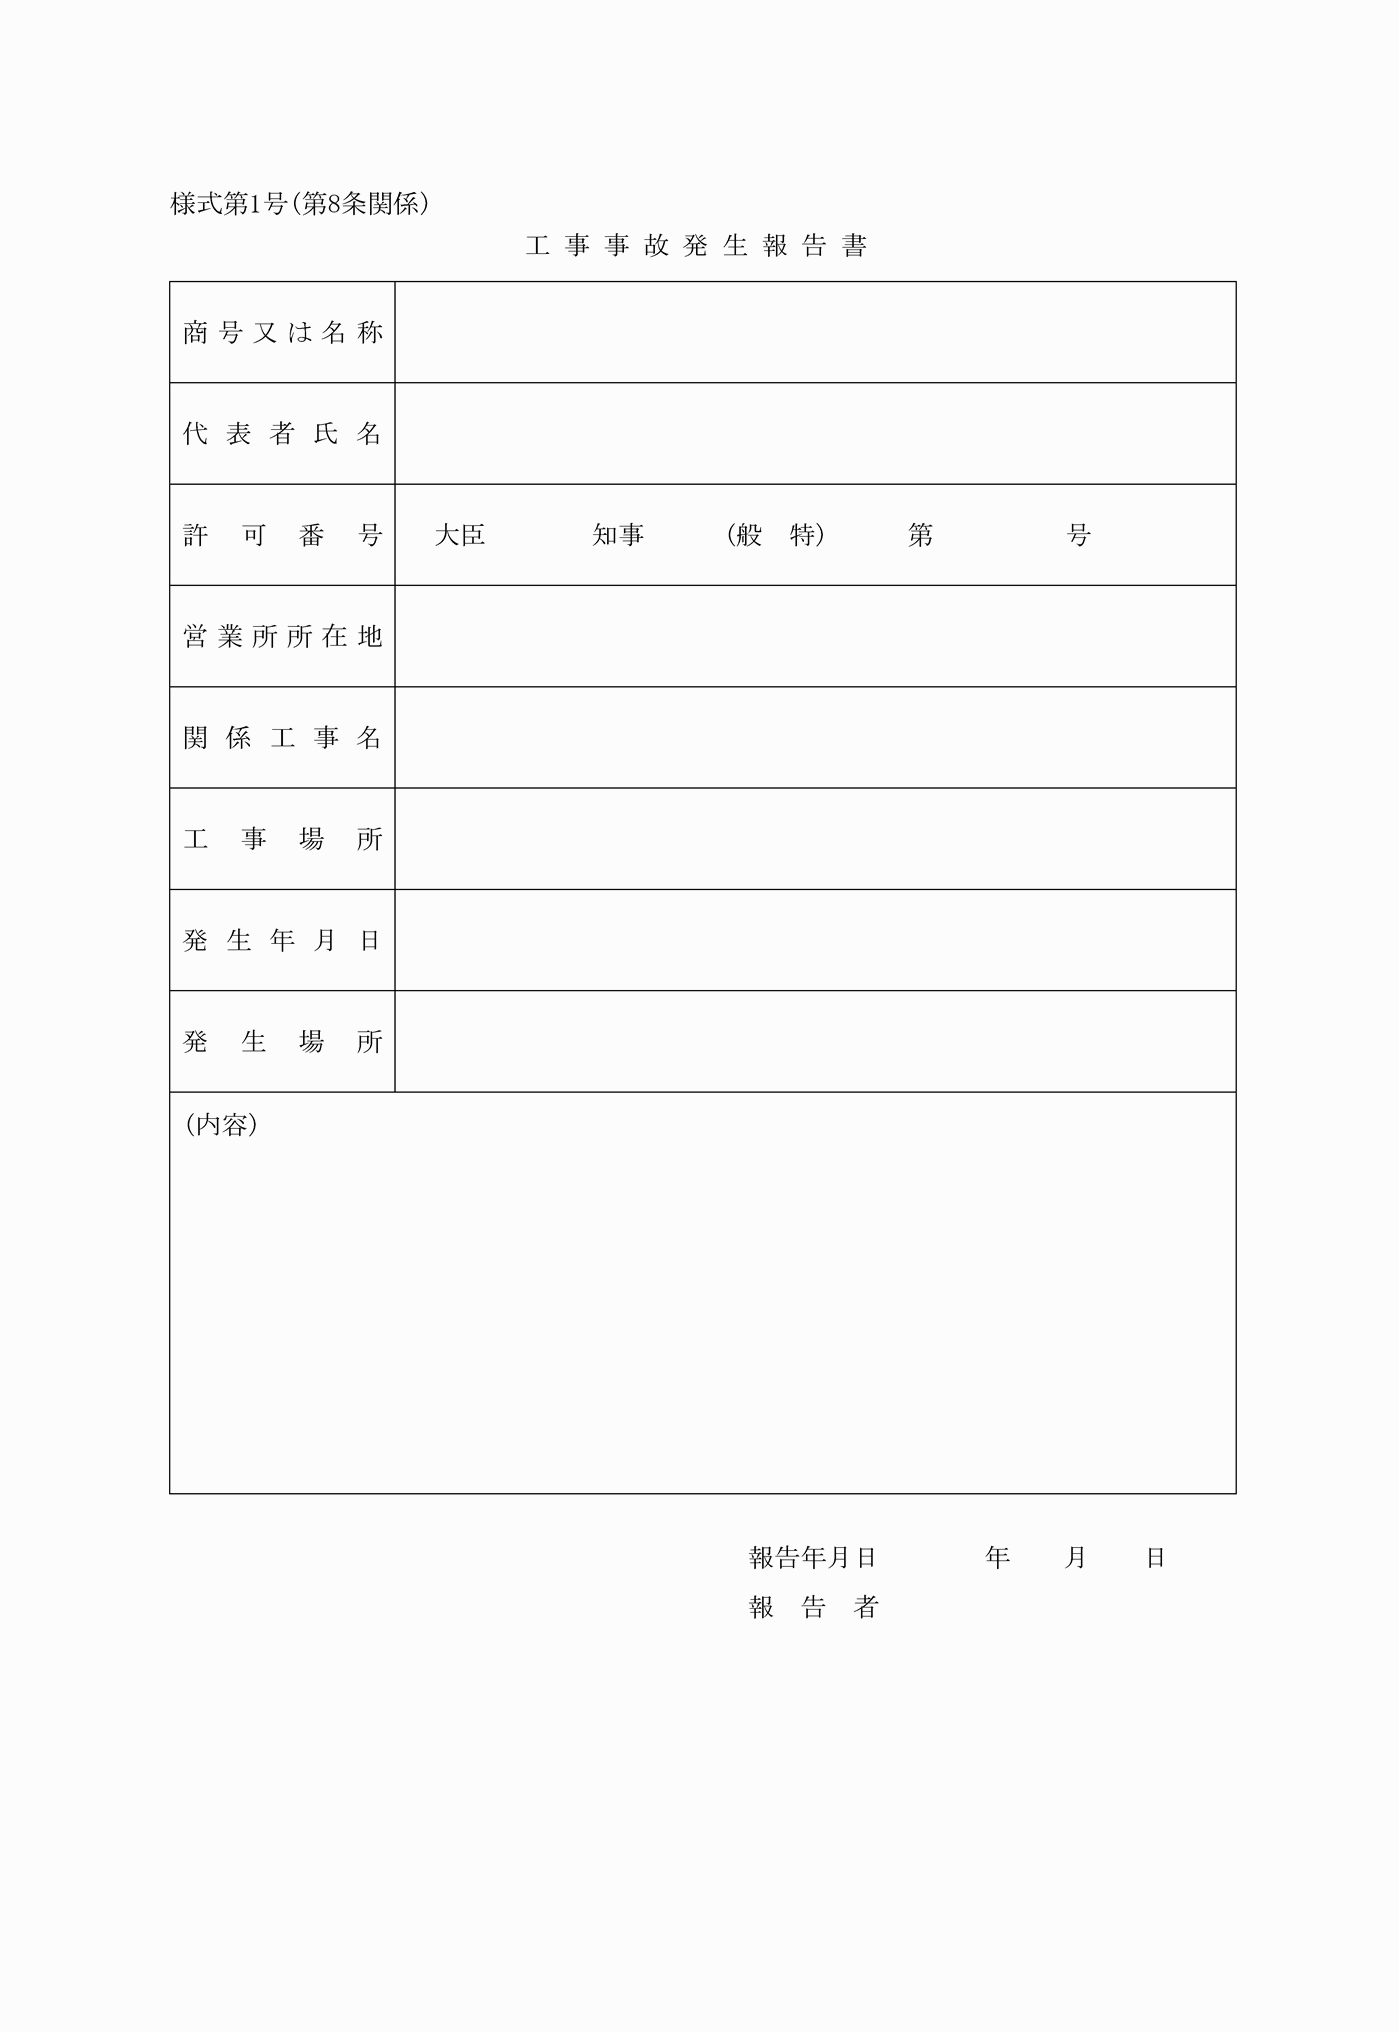 様式第1号(第8条関係)
工事事故発生報告書
商号又は名称
代表者氏名
許可番号　大臣　知事　(般　特)　第　号
営業所所在地
関係工事名
工事場所
発生年月日
発生場所
(内容)
報告年月日　年　月　日
報告者